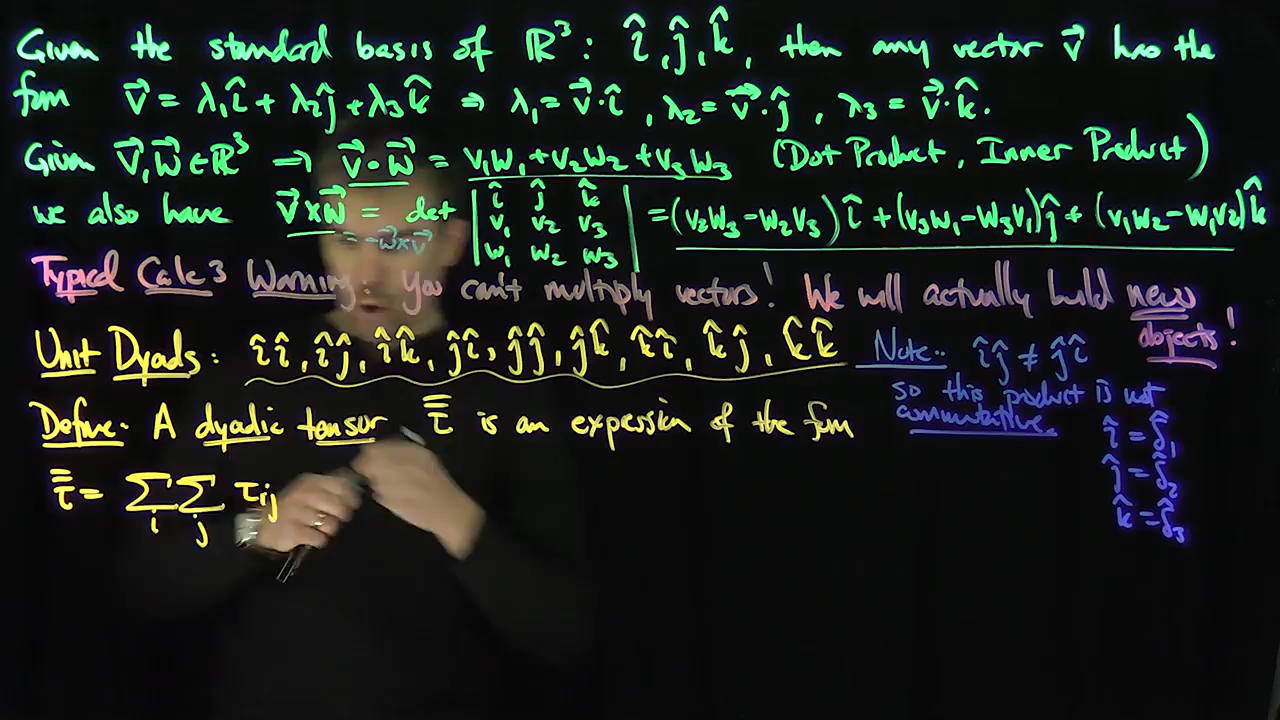 Given the standard basis of ℝ³: î, ĵ, k̂, then any vector v⃗ has the
form v⃗ = λ₁î + λ₂ĵ + λ₃k̂ ⇒ λ₁ = v⃗·î, λ₂ = v⃗·ĵ, λ₃ = v⃗·k̂.
Given v⃗, w⃗ ∈ ℝ³ ⇒ v⃗·w⃗ = v₁w₁ + v₂w₂ + v₃w₃ (Dot Product, Inner Product)
we also have v⃗×w⃗ = det | î ĵ k̂ | = (v₂w₃ - w₂v₃)î + (v₃w₁ - w₃v₁)ĵ + (v₁w₂ - w₁v₂)k̂
| v₁ v₂ v₃ |
= -w⃗×v⃗
| w₁ w₂ w₃ |
Typical Calc 3 Warning: You can't multiply vectors! We will actually build new
objects!
Unit Dyads: îî, îĵ, îk̂, ĵî, ĵĵ, ĵk̂, k̂î, k̂ĵ, k̂k̂
Note: îĵ ≠ ĵî
so this product is not
commutative.
Define: A dyadic tensor τ̿ is an expession of the form
î = δ̂₁
ĵ = δ̂₂
k̂ = δ̂₃
τ̿ = Σᵢ Σⱼ τᵢⱼ